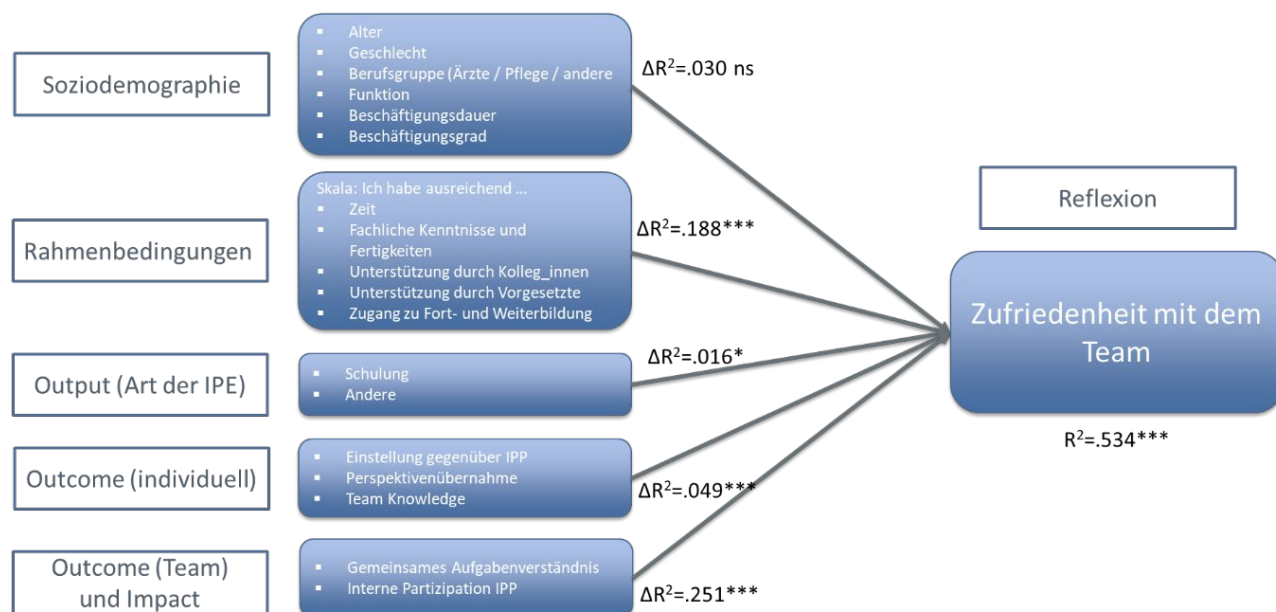 Soziodemographie
▪ Alter
▪ Geschlecht
▪ Berufsgruppe (Ärzte / Pflege / andere
▪ Funktion
▪ Beschäftigungsdauer
▪ Beschäftigungsgrad
ΔR²=.030 ns
Rahmenbedingungen
Skala: Ich habe ausreichend …
▪ Zeit
▪ Fachliche Kenntnisse und
Fertigkeiten
▪ Unterstützung durch Kolleg_innen
▪ Unterstützung durch Vorgesetzte
▪ Zugang zu Fort- und Weiterbildung
ΔR²=.188***
Output (Art der IPE)
▪ Schulung
▪ Andere
ΔR²=.016*
Outcome (individuell)
▪ Einstellung gegenüber IPP
▪ Perspektivenübernahme
▪ Team Knowledge
ΔR²=.049***
Outcome (Team)
und Impact
▪ Gemeinsames Aufgabenverständnis
▪ Interne Partizipation IPP
ΔR²=.251***
Reflexion
Zufriedenheit mit dem
Team
R²=.534***